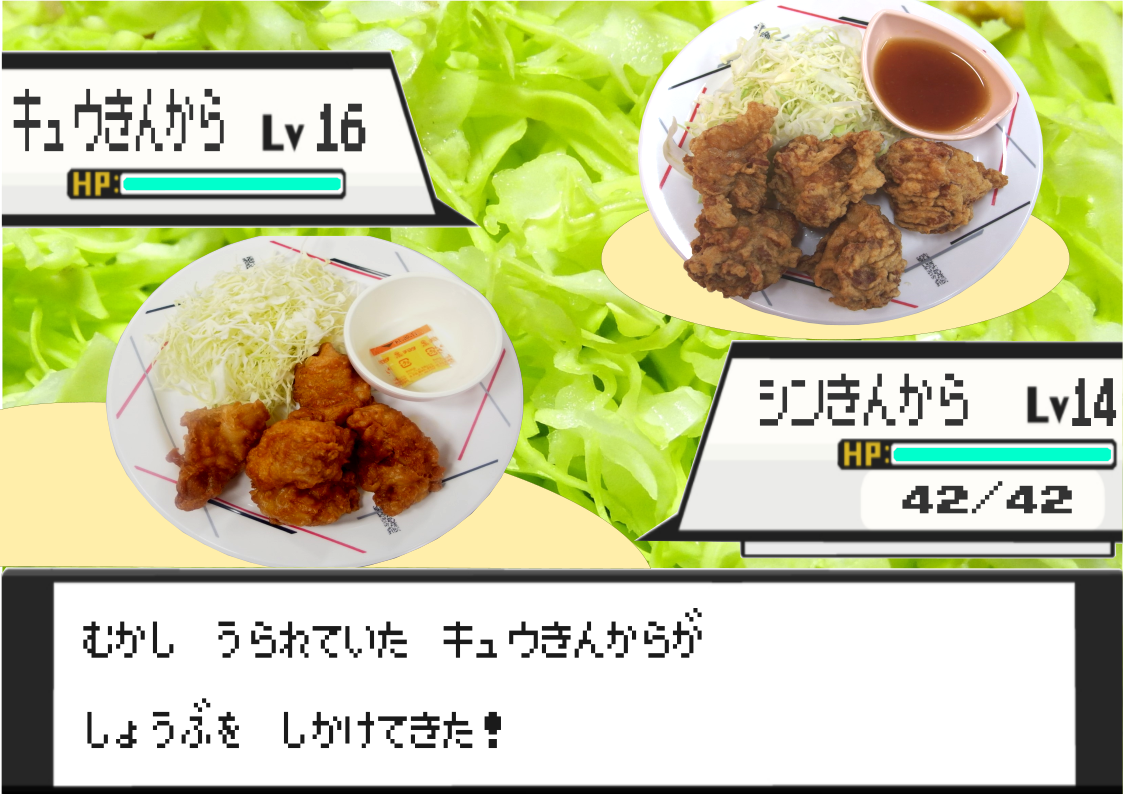 キュウきんから Lv16
HP:
シンきんから Lv14
HP:
42/42
むかし うられていた キュウきんからが
しょうぶを しかけてきた!